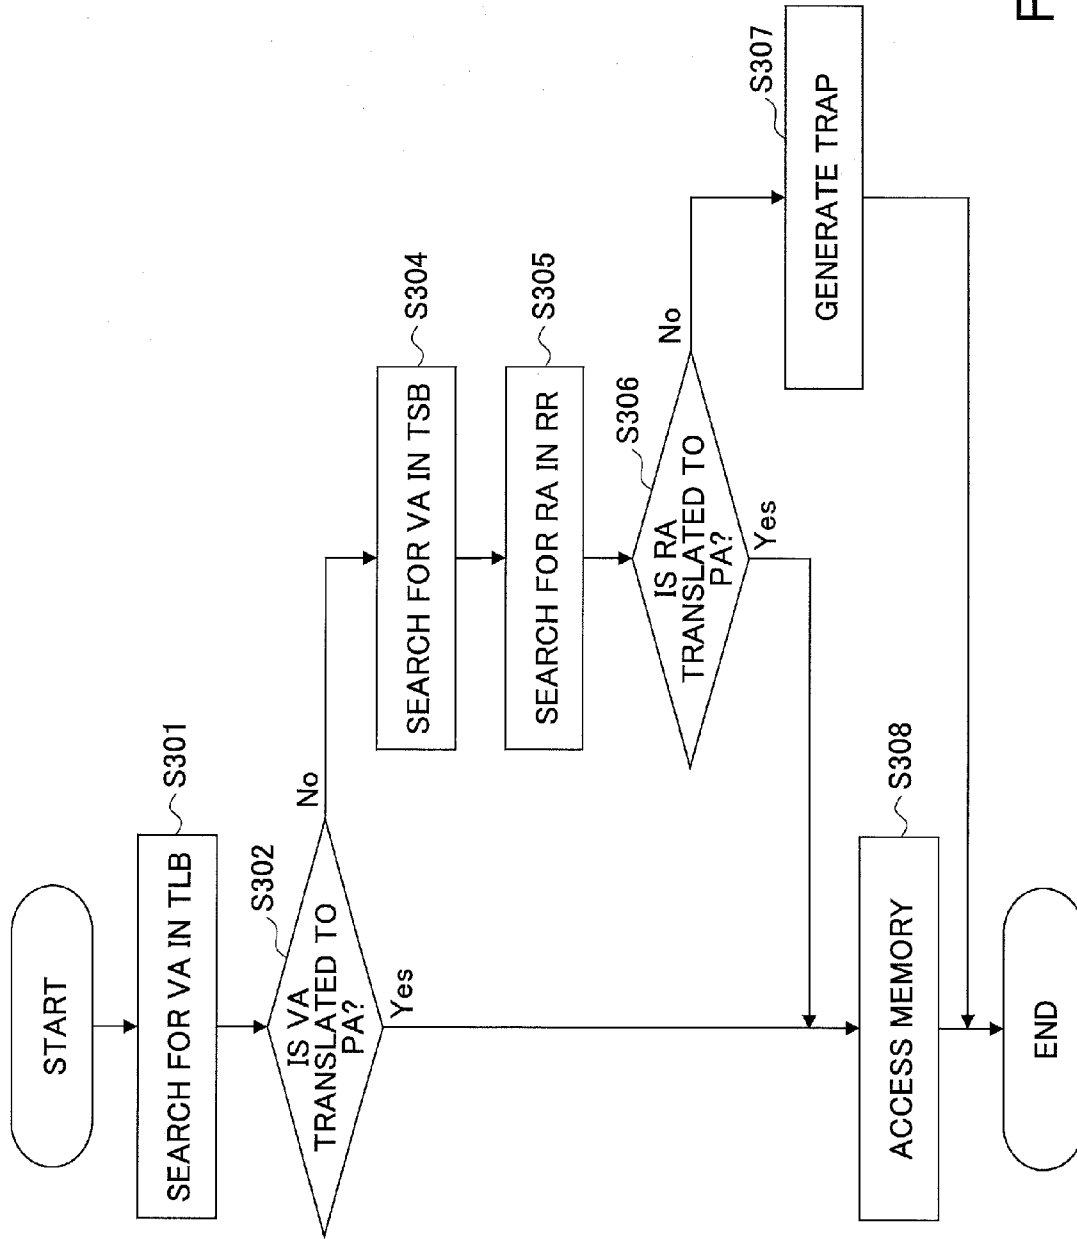 START
SEARCH FOR VA IN TLB
S301
IS VA
TRANSLATED TO
PA?
S302
No
Yes
SEARCH FOR VA IN TSB
S304
SEARCH FOR RA IN RR
S305
IS RA
TRANSLATED TO
PA?
S306
No
Yes
GENERATE TRAP
S307
ACCESS MEMORY
S308
END